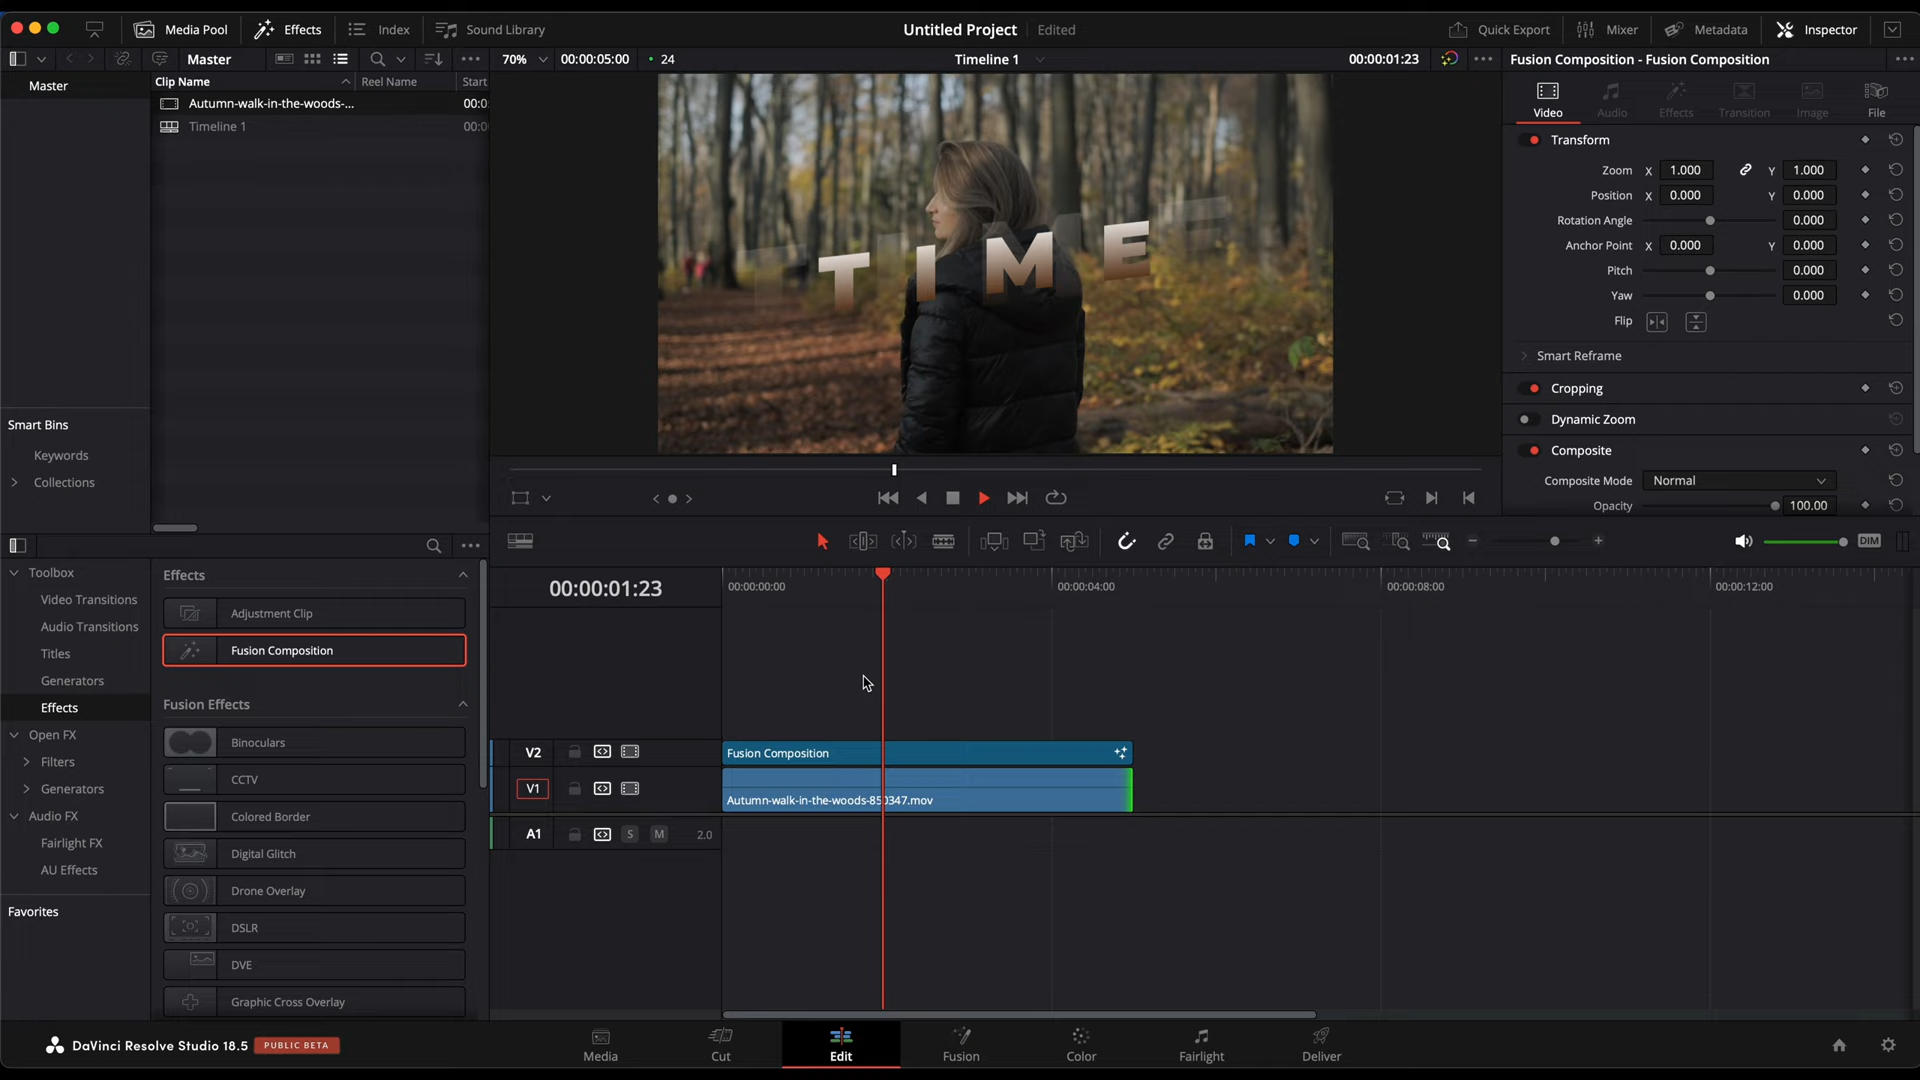 Media Pool
Effects
Index
Sound Library
Untitled Project
Edited
Quick Export
Mixer
Metadata
Inspector
Master
70%
00:00:05:00
24
Timeline 1
00:00:01:23
Fusion Composition - Fusion Composition
Master
Clip Name
Reel Name
Start
Autumn-walk-in-the-woods-...
00:0
Timeline 1
00:0
Smart Bins
Keywords
Collections
TIME
Video
Audio
Effects
Transition
Image
File
Transform
Zoom X 1.000 Y 1.000
Position X 0.000 Y 0.000
Rotation Angle 0.000
Anchor Point X 0.000 Y 0.000
Pitch 0.000
Yaw 0.000
Flip
Smart Reframe
Cropping
Dynamic Zoom
Composite
Composite Mode Normal
Opacity 100.00
DIM
Toolbox
Video Transitions
Audio Transitions
Titles
Generators
Effects
Open FX
Filters
Generators
Audio FX
Fairlight FX
AU Effects
Favorites
Effects
Adjustment Clip
Fusion Composition
Fusion Effects
Binoculars
CCTV
Colored Border
Digital Glitch
Drone Overlay
DSLR
DVE
Graphic Cross Overlay
00:00:01:23
00:00:00:00
00:00:04:00
00:00:08:00
00:00:12:00
V2
Fusion Composition
V1
Autumn-walk-in-the-woods-850347.mov
A1
S
M
2.0
DaVinci Resolve Studio 18.5
PUBLIC BETA
Media
Cut
Edit
Fusion
Color
Fairlight
Deliver